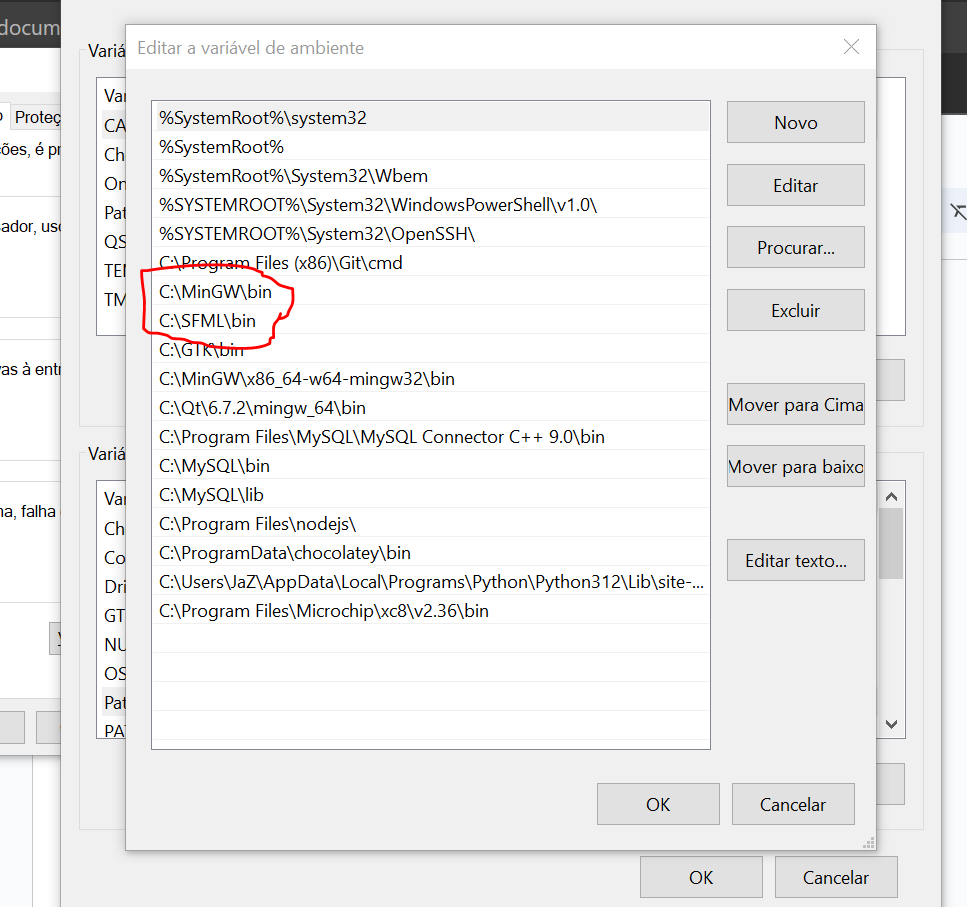 docum
Editar a variável de ambiente
Variá
%SystemRoot%\system32
Novo
%SystemRoot%
%SystemRoot%\System32\Wbem
Editar
%SYSTEMROOT%\System32\WindowsPowerShell\v1.0\
%SYSTEMROOT%\System32\OpenSSH\
Procurar...
C:\Program Files (x86)\Git\cmd
C:\MinGW\bin
Excluir
C:\SFML\bin
C:\GTK\bin
C:\MinGW\x86_64-w64-mingw32\bin
Mover para Cima
C:\Qt\6.7.2\mingw_64\bin
C:\Program Files\MySQL\MySQL Connector C++ 9.0\bin
C:\MySQL\bin
Mover para baixo
C:\MySQL\lib
C:\Program Files\nodejs\
C:\ProgramData\chocolatey\bin
Editar texto...
C:\Users\JaZ\AppData\Local\Programs\Python\Python312\Lib\site-...
C:\Program Files\Microchip\xc8\v2.36\bin
OK
Cancelar
OK
Cancelar
Var
CA
Ch
On
Pat
QS
TEM
TM
Variá
Var
Ch
Co
Dri
GT
NU
OS
Pat
PA
Proteç
ções, é pr
sador, uso
vas à entr
na, falha